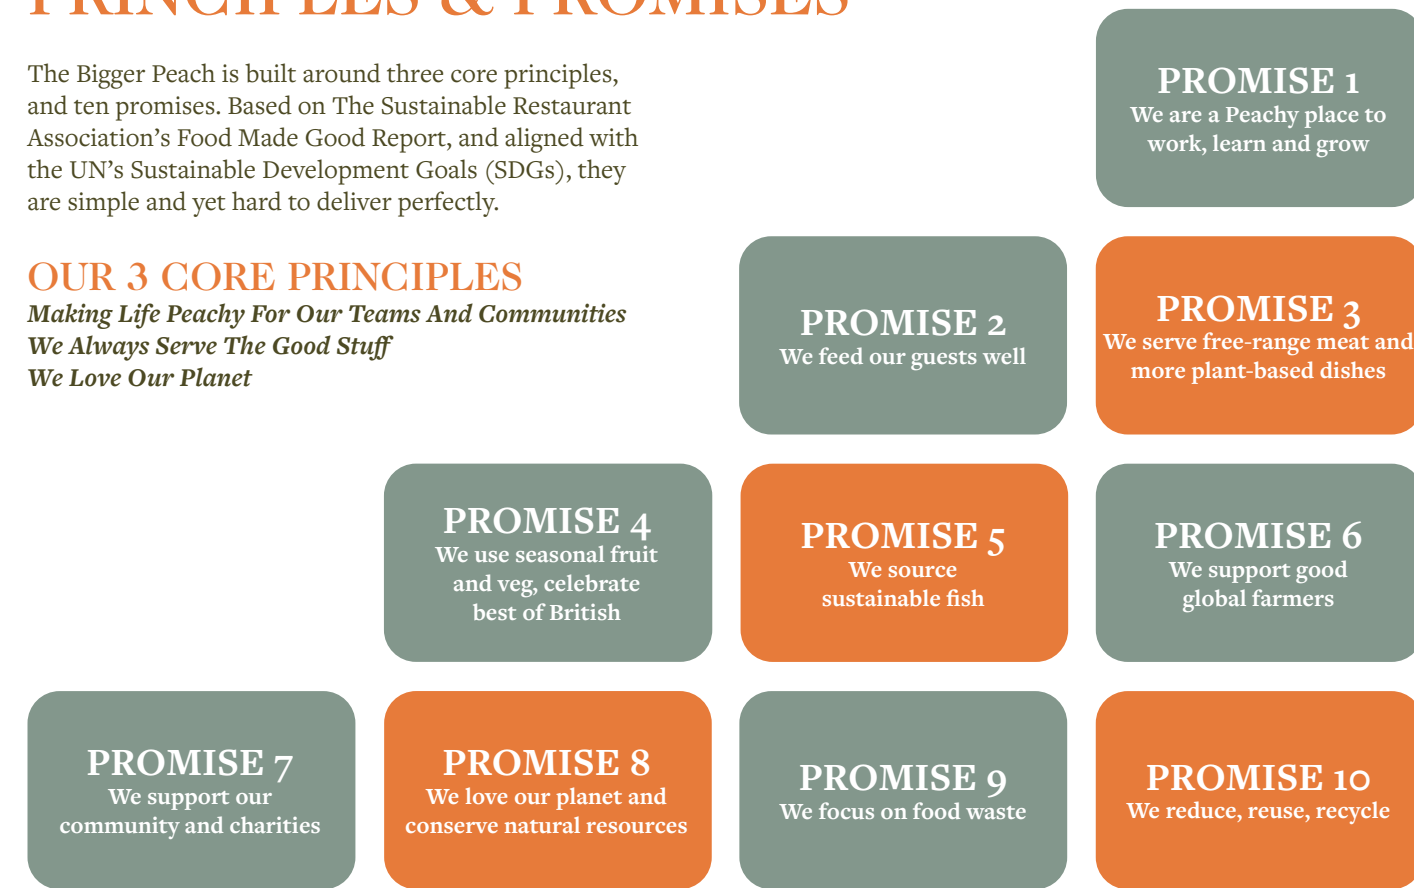 PRINCIPLES & PROMISES
The Bigger Peach is built around three core principles,
and ten promises. Based on The Sustainable Restaurant
Association’s Food Made Good Report, and aligned with
the UN’s Sustainable Development Goals (SDGs), they
are simple and yet hard to deliver perfectly.
OUR 3 CORE PRINCIPLES
Making Life Peachy For Our Teams And Communities
We Always Serve The Good Stuff
We Love Our Planet
PROMISE 1
We are a Peachy place to
work, learn and grow
PROMISE 2
We feed our guests well
PROMISE 3
We serve free-range meat and
more plant-based dishes
PROMISE 4
We use seasonal fruit
and veg, celebrate
best of British
PROMISE 5
We source
sustainable fish
PROMISE 6
We support good
global farmers
PROMISE 7
We support our
community and charities
PROMISE 8
We love our planet and
conserve natural resources
PROMISE 9
We focus on food waste
PROMISE 10
We reduce, reuse, recycle